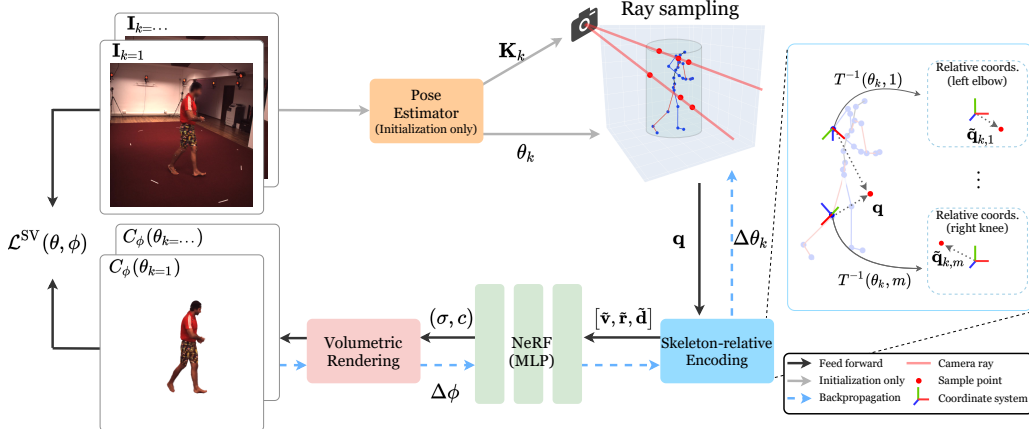 I_{k=...}
I_{k=1}
Ray sampling
K_k
Pose
Estimator
(Initialization only)
θ_k
T^{-1}(θ_k, 1)
Relative coords.
(left elbow)
q̃_{k,1}
⋮
q
Relative coords.
(right knee)
q̃_{k,m}
T^{-1}(θ_k, m)
ℒ^{SV}(θ, ϕ)
C_ϕ(θ_{k=...})
C_ϕ(θ_{k=1})
q
Δθ_k
(σ, c)
[ṽ, r̃, d̃]
Volumetric
Rendering
NeRF
(MLP)
Skeleton-relative
Encoding
Δϕ
Feed forward
Camera ray
Initialization only
Sample point
Backpropagation
Coordinate system